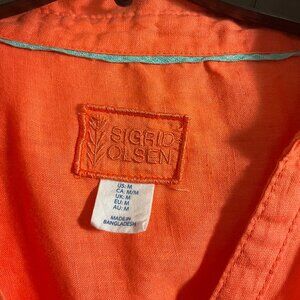 SIGRID
OLSEN
US: M
CA: M/M
UK: M
EU: M
AU: M
MADE IN
BANGLADESH